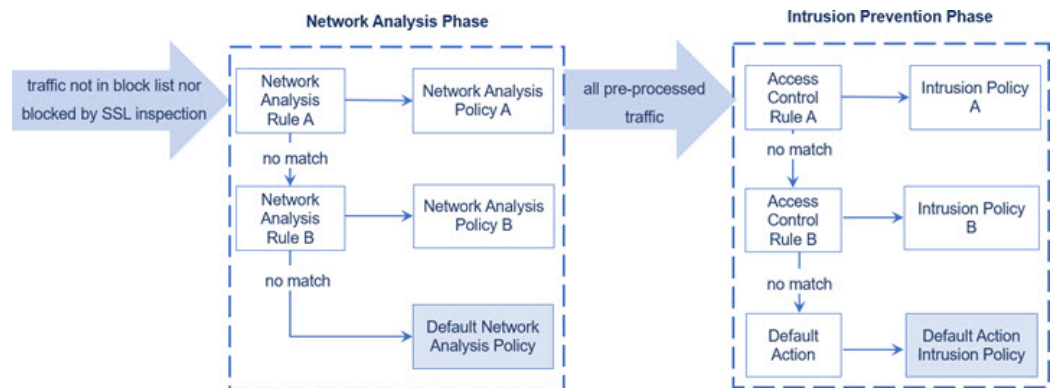 Network Analysis Phase
Intrusion Prevention Phase
traffic not in block list nor
blocked by SSL inspection
Network
Analysis
Rule A
Network Analysis
Policy A
no match
Network
Analysis
Rule B
Network Analysis
Policy B
no match
Default Network
Analysis Policy
all pre-processed
traffic
Access
Control
Rule A
Intrusion Policy
A
no match
Access
Control
Rule B
Intrusion Policy
B
no match
Default
Action
Default Action
Intrusion Policy